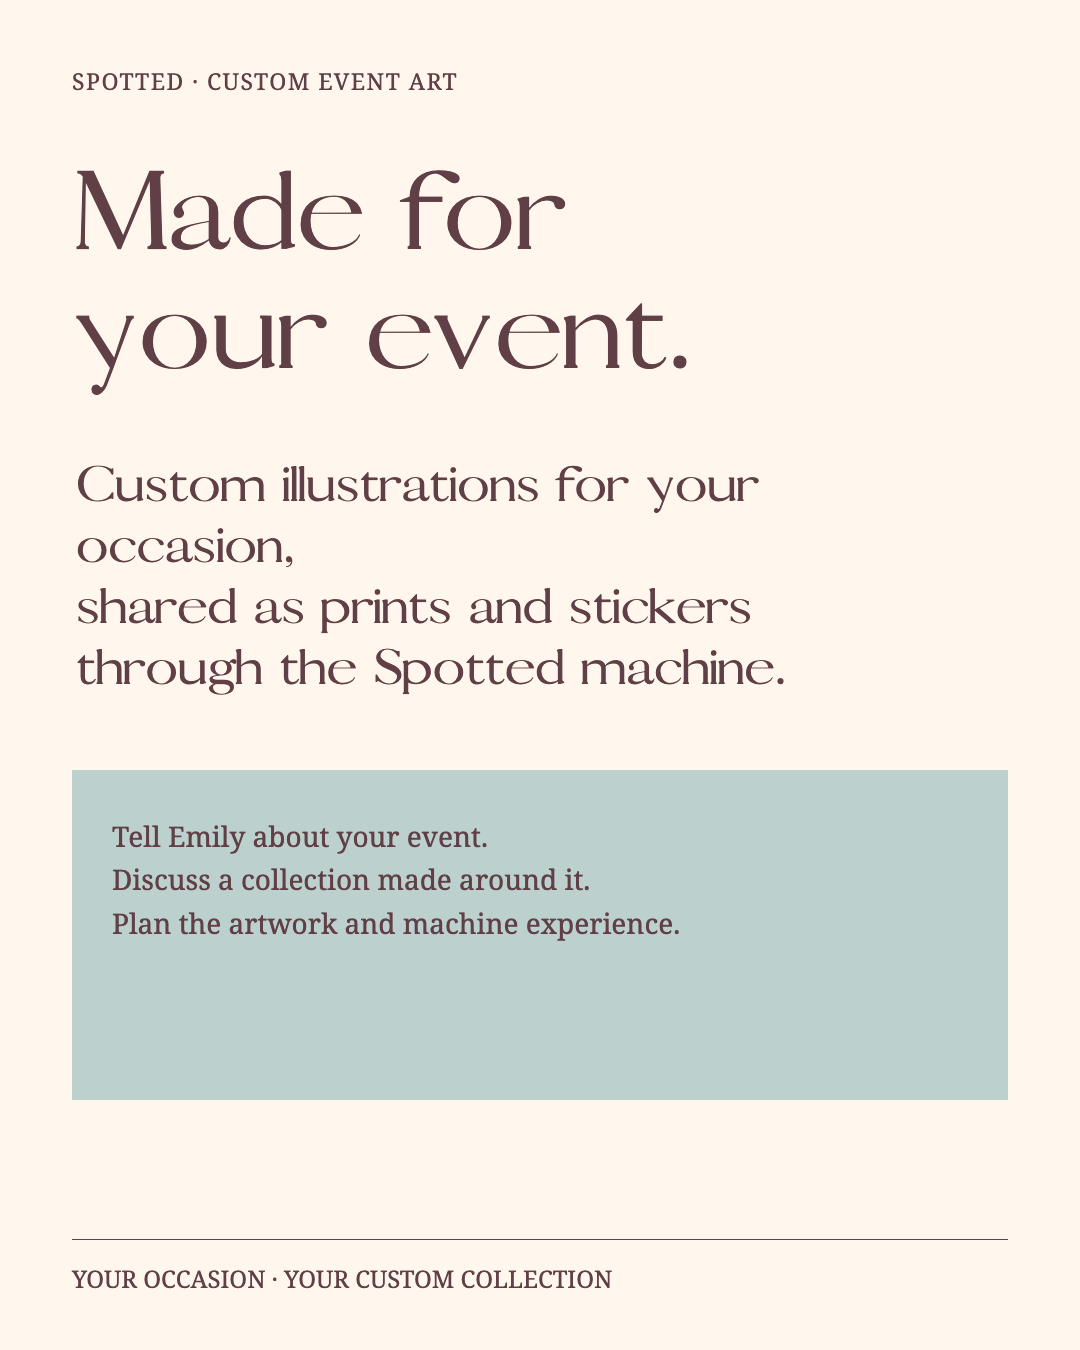 SPOTTED · CUSTOM EVENT ART
Made for
your event.
Custom illustrations for your
occasion,
shared as prints and stickers
through the Spotted machine.
Tell Emily about your event.
Discuss a collection made around it.
Plan the artwork and machine experience.
YOUR OCCASION · YOUR CUSTOM COLLECTION